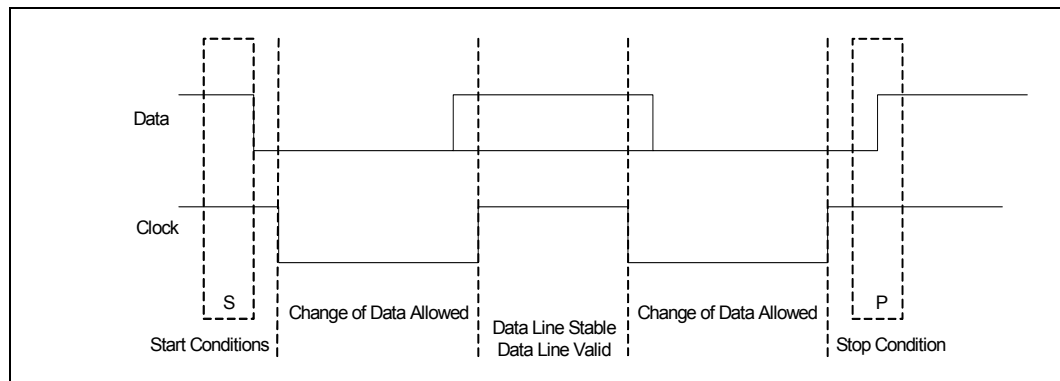 Data
Clock
S
P
Change of Data Allowed
Change of Data Allowed
Data Line Stable
Data Line Valid
Start Conditions
Stop Condition